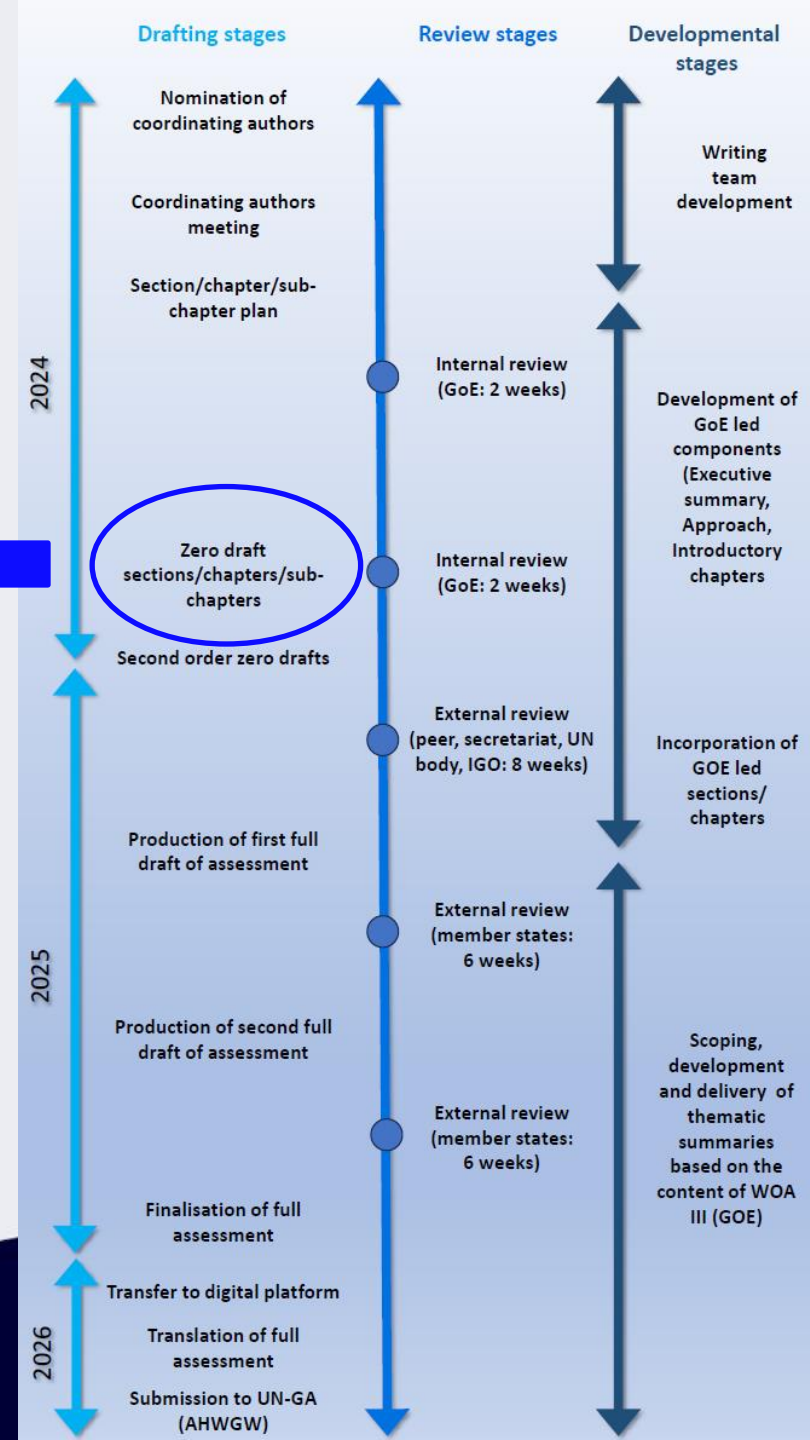 Drafting stages
Review stages
Developmental
stages
2024
Nomination of
coordinating authors
Coordinating authors
meeting
Section/chapter/sub-
chapter plan
Zero draft
sections/chapters/sub-
chapters
Second order zero drafts
2025
Production of first full
draft of assessment
Production of second full
draft of assessment
Finalisation of full
assessment
2026
Transfer to digital platform
Translation of full
assessment
Submission to UN-GA
(AHWGW)
Internal review
(GoE: 2 weeks)
Internal review
(GoE: 2 weeks)
External review
(peer, secretariat, UN
body, IGO: 8 weeks)
External review
(member states:
6 weeks)
External review
(member states:
6 weeks)
Writing
team
development
Development of
GoE led
components
(Executive
summary,
Approach,
Introductory
chapters
Incorporation of
GOE led
sections/
chapters
Scoping,
development
and delivery of
thematic
summaries
based on the
content of WOA
III (GOE)